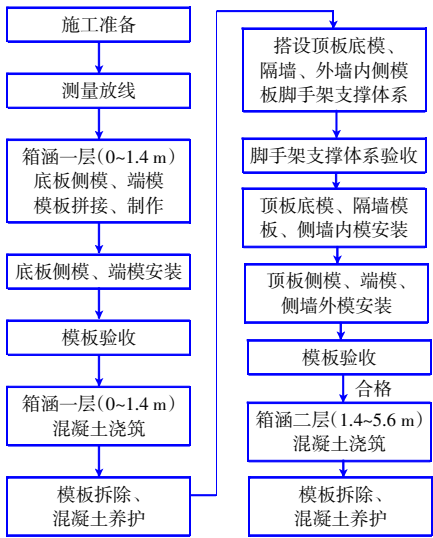 施工准备
测量放线
箱涵一层(0~1.4 m)
底板侧模、端模
模板拼接、制作
底板侧模、端模安装
模板验收
箱涵一层(0~1.4 m)
混凝土浇筑
模板拆除、
混凝土养护
搭设顶板底模、
隔墙、外墙内侧模
板脚手架支撑体系
脚手架支撑体系验收
顶板底模、隔墙模
板、侧墙内模安装
顶板侧模、端模、
侧墙外模安装
模板验收
合格
箱涵二层(1.4~5.6 m)
混凝土浇筑
模板拆除、
混凝土养护